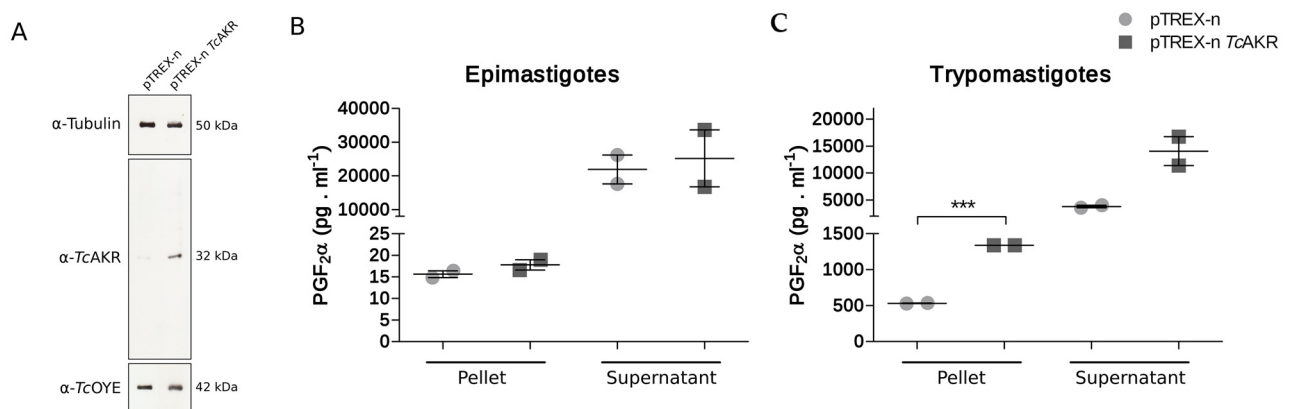 A
pTREX-n
pTREX-n TcAKR
α-Tubulin
50 kDa
α-TcAKR
32 kDa
α-TcOYE
42 kDa
B
Epimastigotes
PGF₂α (pg . ml⁻¹)
40000
30000
20000
10000
25
20
15
10
5
0
Pellet
Supernatant
C
pTREX-n
pTREX-n TcAKR
Trypomastigotes
PGF₂α (pg . ml⁻¹)
20000
15000
10000
5000
1500
1000
500
0
***
Pellet
Supernatant